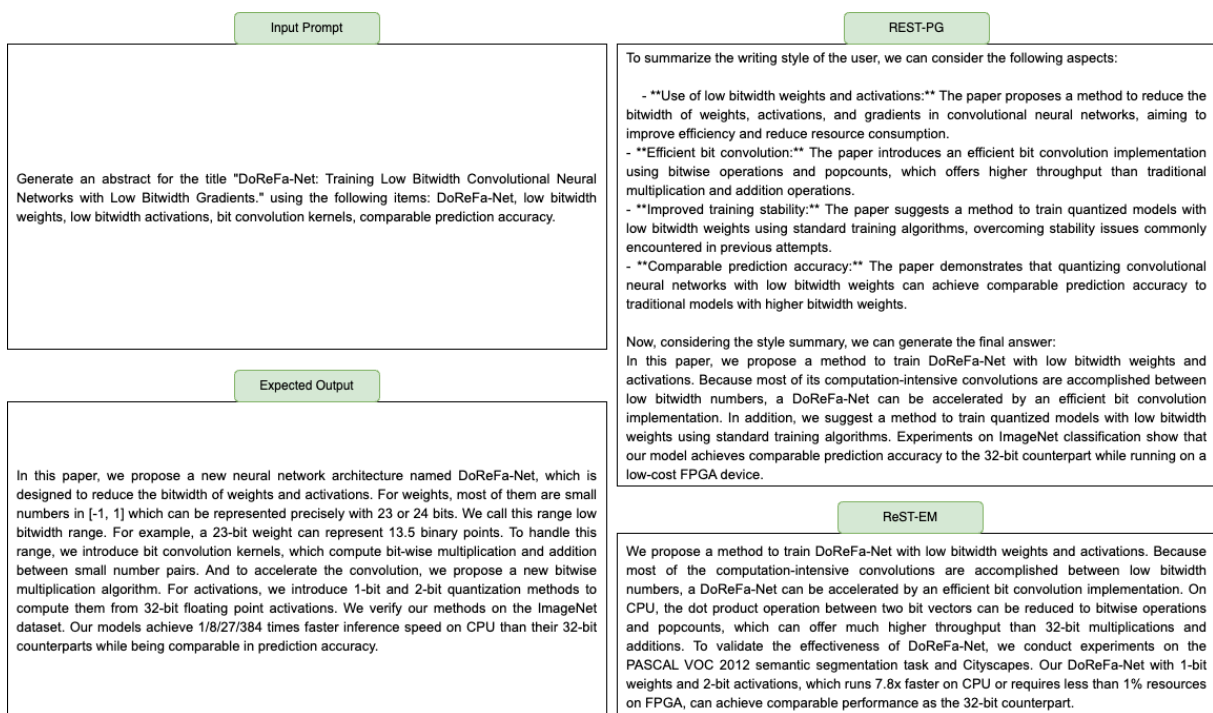 Input Prompt
Generate an abstract for the title "DoReFa-Net: Training Low Bitwidth Convolutional Neural
Networks with Low Bitwidth Gradients." using the following items: DoReFa-Net, low bitwidth
weights, low bitwidth activations, bit convolution kernels, comparable prediction accuracy.
Expected Output
In this paper, we propose a new neural network architecture named DoReFa-Net, which is
designed to reduce the bitwidth of weights and activations. For weights, most of them are small
numbers in [-1, 1] which can be represented precisely with 23 or 24 bits. We call this range low
bitwidth range. For example, a 23-bit weight can represent 13.5 binary points. To handle this
range, we introduce bit convolution kernels, which compute bit-wise multiplication and addition
between small number pairs. And to accelerate the convolution, we propose a new bitwise
multiplication algorithm. For activations, we introduce 1-bit and 2-bit quantization methods to
compute them from 32-bit floating point activations. We verify our methods on the ImageNet
dataset. Our models achieve 1/8/27/384 times faster inference speed on CPU than their 32-bit
counterparts while being comparable in prediction accuracy.
REST-PG
To summarize the writing style of the user, we can consider the following aspects:
- **Use of low bitwidth weights and activations:** The paper proposes a method to reduce the
bitwidth of weights, activations, and gradients in convolutional neural networks, aiming to
improve efficiency and reduce resource consumption.
- **Efficient bit convolution:** The paper introduces an efficient bit convolution implementation
using bitwise operations and popcounts, which offers higher throughput than traditional
multiplication and addition operations.
- **Improved training stability:** The paper suggests a method to train quantized models with
low bitwidth weights using standard training algorithms, overcoming stability issues commonly
encountered in previous attempts.
- **Comparable prediction accuracy:** The paper demonstrates that quantizing convolutional
neural networks with low bitwidth weights can achieve comparable prediction accuracy to
traditional models with higher bitwidth weights.
Now, considering the style summary, we can generate the final answer:
In this paper, we propose a method to train DoReFa-Net with low bitwidth weights and
activations. Because most of its computation-intensive convolutions are accomplished between
low bitwidth numbers, a DoReFa-Net can be accelerated by an efficient bit convolution
implementation. In addition, we suggest a method to train quantized models with low bitwidth
weights using standard training algorithms. Experiments on ImageNet classification show that
our model achieves comparable prediction accuracy to the 32-bit counterpart while running on a
low-cost FPGA device.
ReST-EM
We propose a method to train DoReFa-Net with low bitwidth weights and activations. Because
most of the computation-intensive convolutions are accomplished between low bitwidth
numbers, a DoReFa-Net can be accelerated by an efficient bit convolution implementation. On
CPU, the dot product operation between two bit vectors can be reduced to bitwise operations
and popcounts, which can offer much higher throughput than 32-bit multiplications and
additions. To validate the effectiveness of DoReFa-Net, we conduct experiments on the
PASCAL VOC 2012 semantic segmentation task and Cityscapes. Our DoReFa-Net with 1-bit
weights and 2-bit activations, which runs 7.8x faster on CPU or requires less than 1% resources
on FPGA, can achieve comparable performance as the 32-bit counterpart.